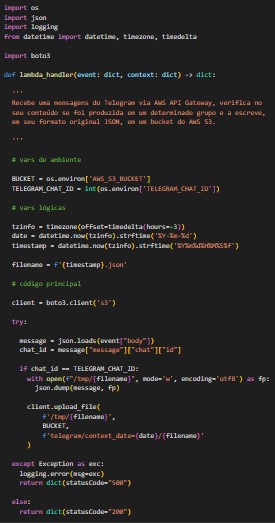 import os
import json
import logging
from datetime import datetime, timezone, timedelta

import boto3

def lambda_handler(event: dict, context: dict) -> dict:

  '''
  Recebe uma mensagens do Telegram via AWS API Gateway, verifica no
  seu conteúdo se foi produzida em um determinado grupo e a escreve,
  em seu formato original JSON, em um bucket do AWS S3.

  '''

  # vars de ambiente

  BUCKET = os.environ['AWS_S3_BUCKET']
  TELEGRAM_CHAT_ID = int(os.environ['TELEGRAM_CHAT_ID'])

  # vars lógicas

  tzinfo = timezone(offset=timedelta(hours=-3))
  date = datetime.now(tzinfo).strftime('%Y-%m-%d')
  timestamp = datetime.now(tzinfo).strftime('%Y%m%d%H%M%S%f')

  filename = f'{timestamp}.json'

  # código principal

  client = boto3.client('s3')

  try:

    message = json.loads(event["body"])
    chat_id = message["message"]["chat"]["id"]

    if chat_id == TELEGRAM_CHAT_ID:
      with open(f"/tmp/{filename}", mode='w', encoding='utf8') as fp:
        json.dump(message, fp)

      client.upload_file(
        f'/tmp/{filename}',
        BUCKET,
        f'telegram/context_date={date}/{filename}'
      )

  except Exception as exc:
    logging.error(msg=exc)
    return dict(statusCode="500")

  else:
    return dict(statusCode="200")